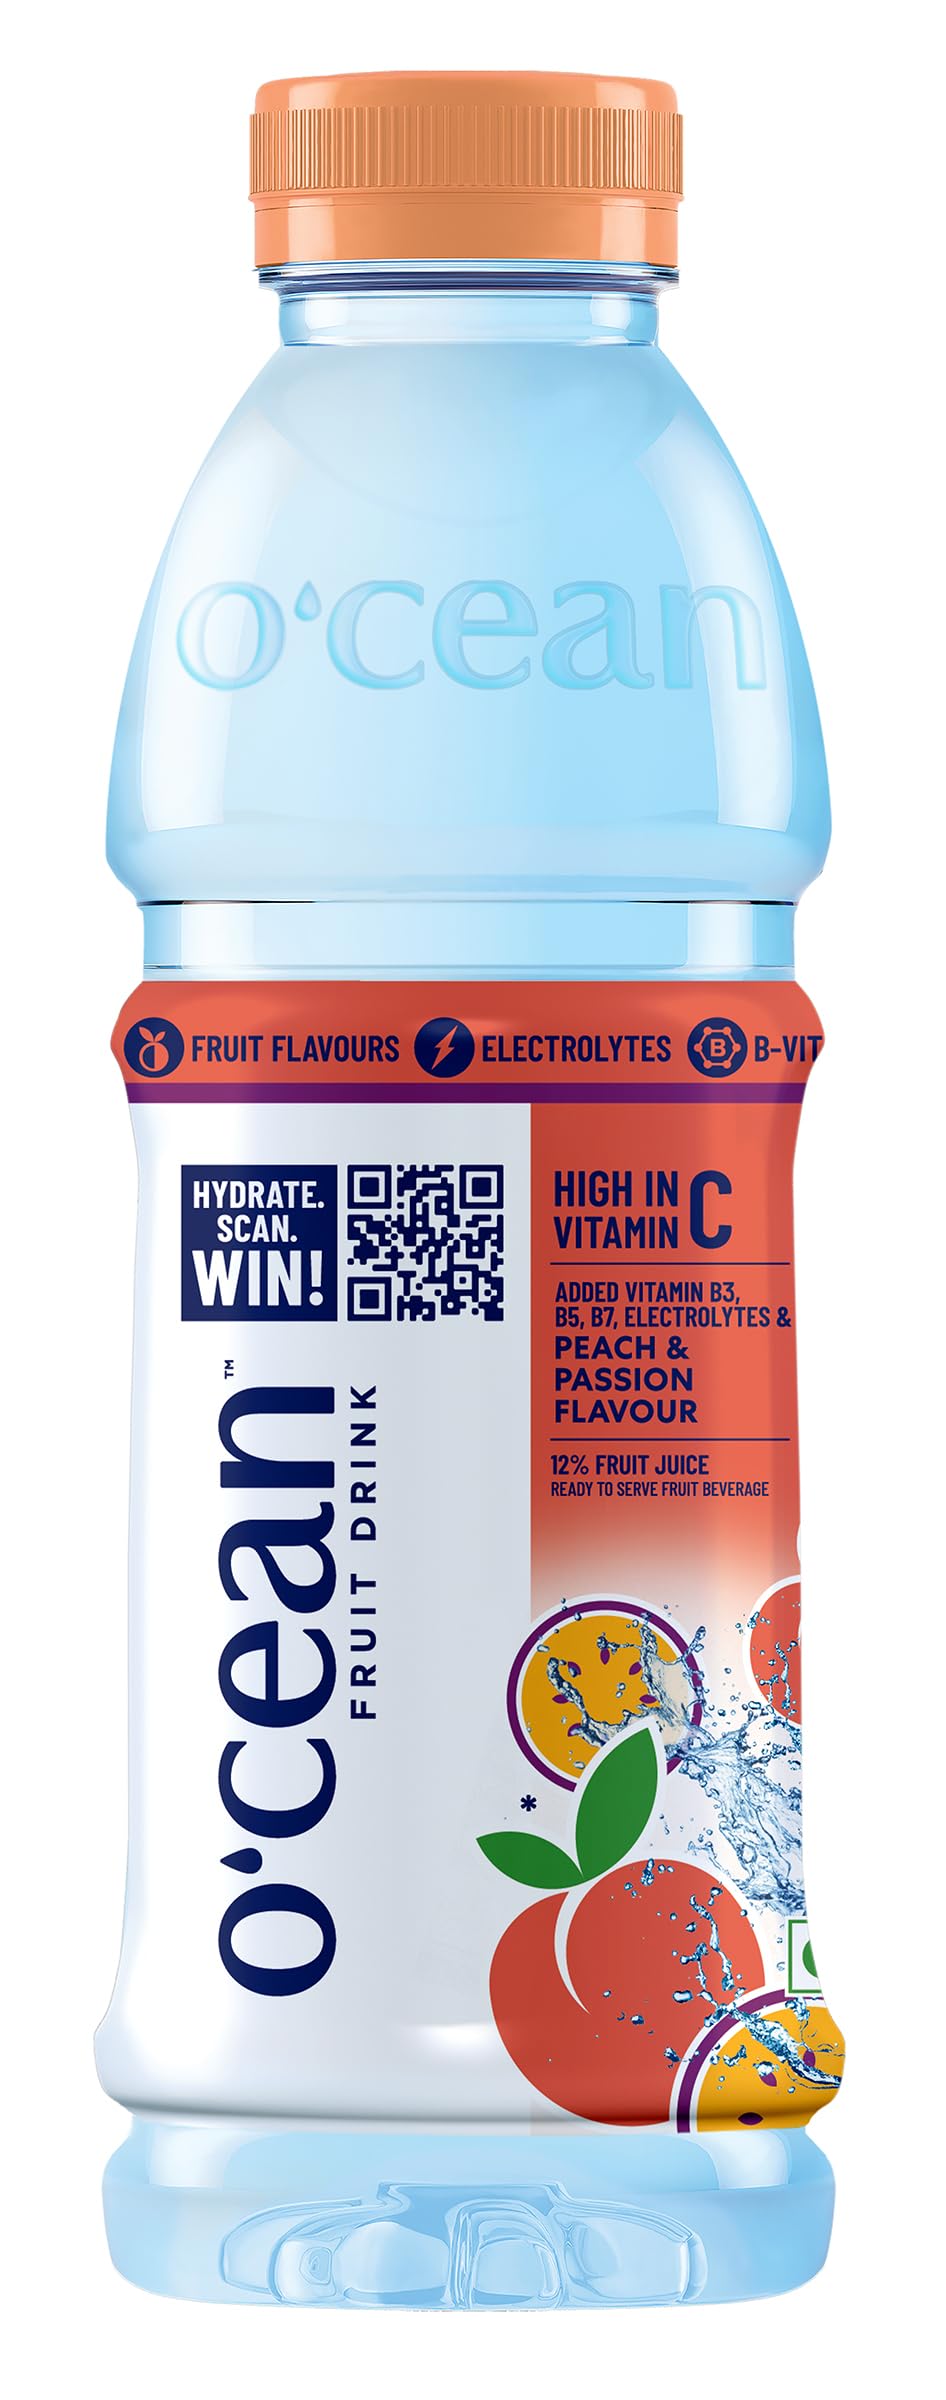 o'cean
FRUIT FLAVOURS ELECTROLYTES B B-VIT
HYDRATE.
SCAN.
WIN!
o'cean™
FRUIT DRINK
HIGH IN
VITAMIN C
ADDED VITAMIN B3,
B5, B7, ELECTROLYTES &
PEACH &
PASSION
FLAVOUR
12% FRUIT JUICE
READY TO SERVE FRUIT BEVERAGE
*